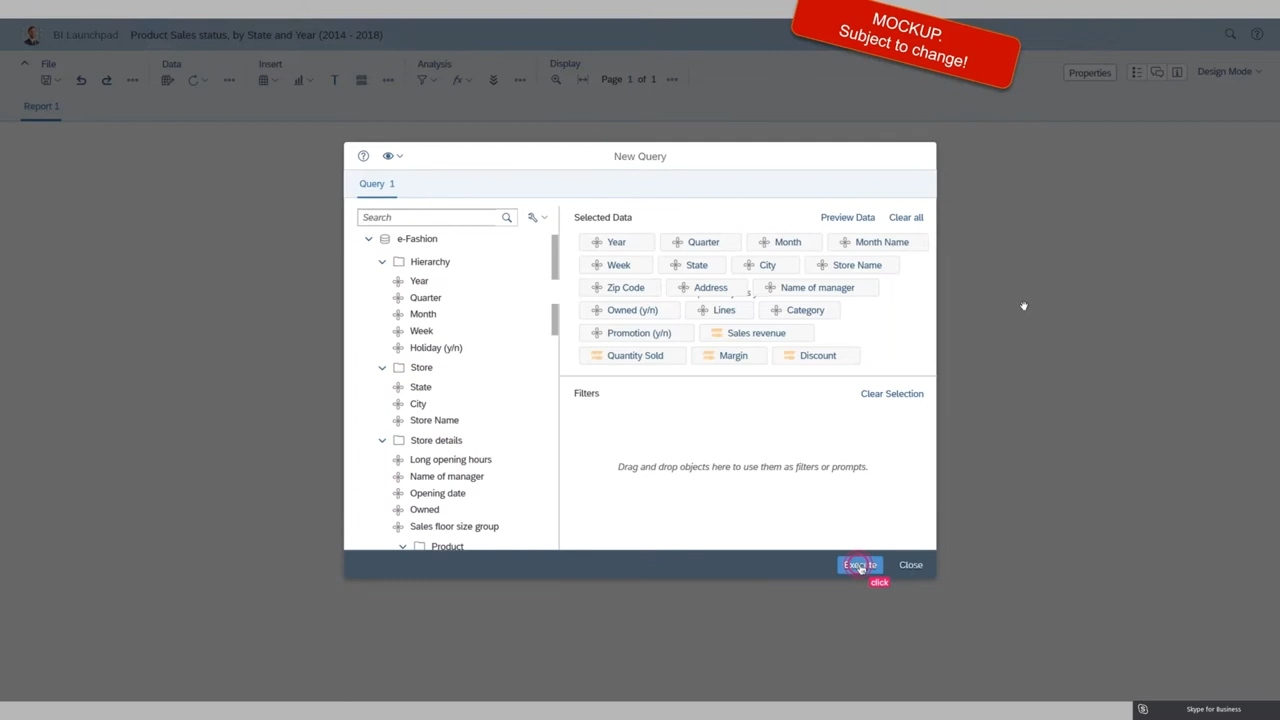 MOCKUP.
Subject to change!
BI Launchpad Product Sales status, by State and Year (2014 - 2018)
File Data Insert Analysis Display
Page 1 of 1
Properties
Design Mode
Report 1
New Query
Query 1
Search
e-Fashion
Hierarchy
Year
Quarter
Month
Week
Holiday (y/n)
Store
State
City
Store Name
Store details
Long opening hours
Name of manager
Opening date
Owned
Sales floor size group
Product
Selected Data Preview Data Clear all
Year Quarter Month Month Name
Week State City Store Name
Zip Code Address Name of manager
Owned (y/n) Lines Category
Promotion (y/n) Sales revenue
Quantity Sold Margin Discount
Filters Clear Selection
Drag and drop objects here to use them as filters or prompts.
Execute Close
click
Skype for Business